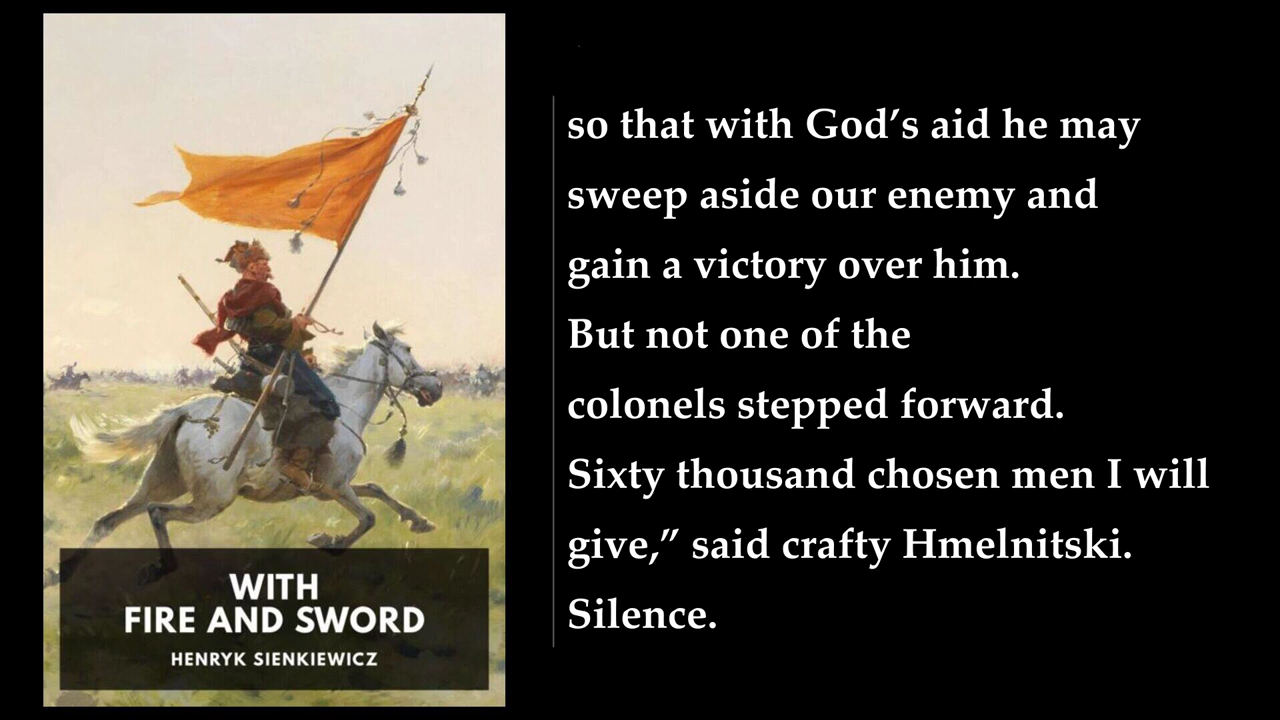 WITH
FIRE AND SWORD
HENRYK SIENKIEWICZ
so that with God’s aid he may
sweep aside our enemy and
gain a victory over him.
But not one of the
colonels stepped forward.
Sixty thousand chosen men I will
give,” said crafty Hmelnitski.
Silence.